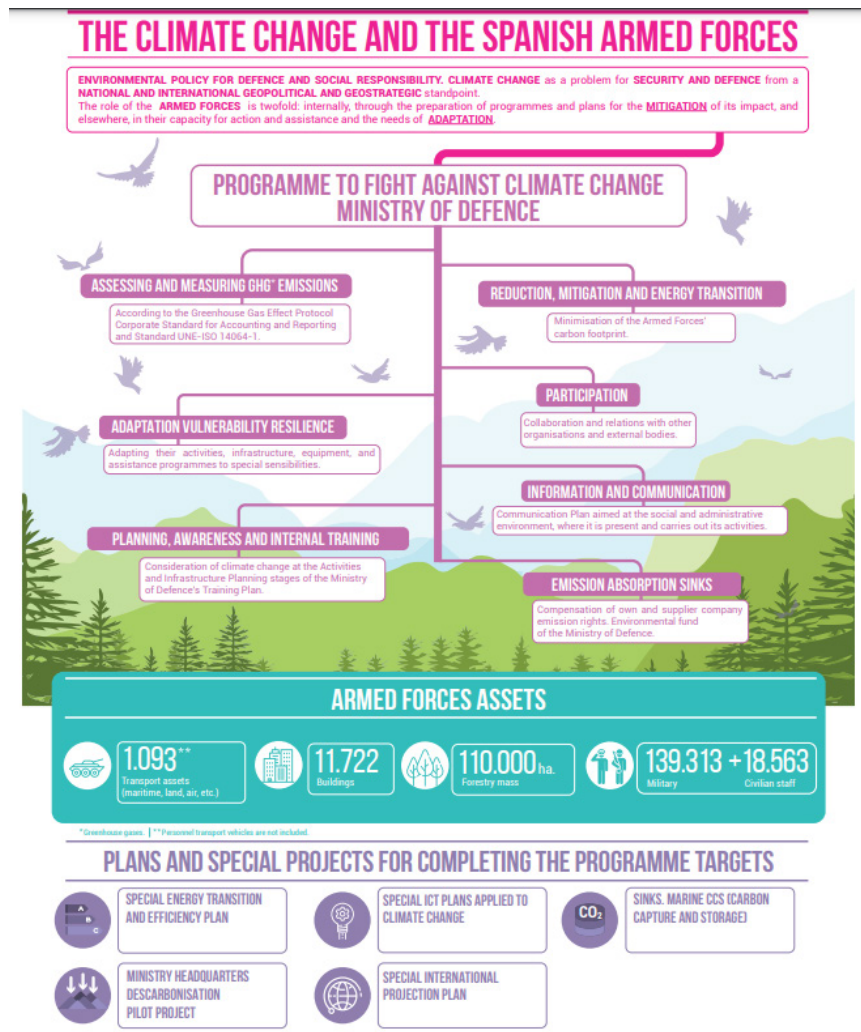 THE CLIMATE CHANGE AND THE SPANISH ARMED FORCES
ENVIRONMENTAL POLICY FOR DEFENCE AND SOCIAL RESPONSIBILITY. CLIMATE CHANGE as a problem for SECURITY AND DEFENCE from a
NATIONAL AND INTERNATIONAL GEOPOLITICAL AND GEOSTRATEGIC standpoint.
The role of the ARMED FORCES is twofold: internally, through the preparation of programmes and plans for the MITIGATION of its impact, and
elsewhere, in their capacity for action and assistance and the needs of ADAPTATION.
PROGRAMME TO FIGHT AGAINST CLIMATE CHANGE
MINISTRY OF DEFENCE
ASSESSING AND MEASURING GHG* EMISSIONS
According to the Greenhouse Gas Effect Protocol
Corporate Standard for Accounting and Reporting
and Standard UNE-ISO 14064-1.
REDUCTION, MITIGATION AND ENERGY TRANSITION
Minimisation of the Armed Forces'
carbon footprint.
PARTICIPATION
Collaboration and relations with other
organisations and external bodies.
ADAPTATION VULNERABILITY RESILIENCE
Adapting their activities, infrastructure, equipment, and
assistance programmes to special sensibilities.
INFORMATION AND COMMUNICATION
Communication Plan aimed at the social and administrative
environment, where it is present and carries out its activities.
PLANNING, AWARENESS AND INTERNAL TRAINING
Consideration of climate change at the Activities
and Infrastructure Planning stages of the Ministry
of Defence's Training Plan.
EMISSION ABSORPTION SINKS
Compensation of own and supplier company
emission rights. Environmental fund
of the Ministry of Defence.
ARMED FORCES ASSETS
1.093**
Transport assets
(maritime, land, air, etc.)
11.722
Buildings
110.000 ha.
Forestry mass
139.313 +18.563
Military Civilian staff
*Greenhouse gases. | **Personnel transport vehicles are not included.
PLANS AND SPECIAL PROJECTS FOR COMPLETING THE PROGRAMME TARGETS
A
B
C
SPECIAL ENERGY TRANSITION
AND EFFICIENCY PLAN
SPECIAL ICT PLANS APPLIED TO
CLIMATE CHANGE
CO2
SINKS. MARINE CCS (CARBON
CAPTURE AND STORAGE)
MINISTRY HEADQUARTERS
DESCARBONISATION
PILOT PROJECT
SPECIAL INTERNATIONAL
PROJECTION PLAN